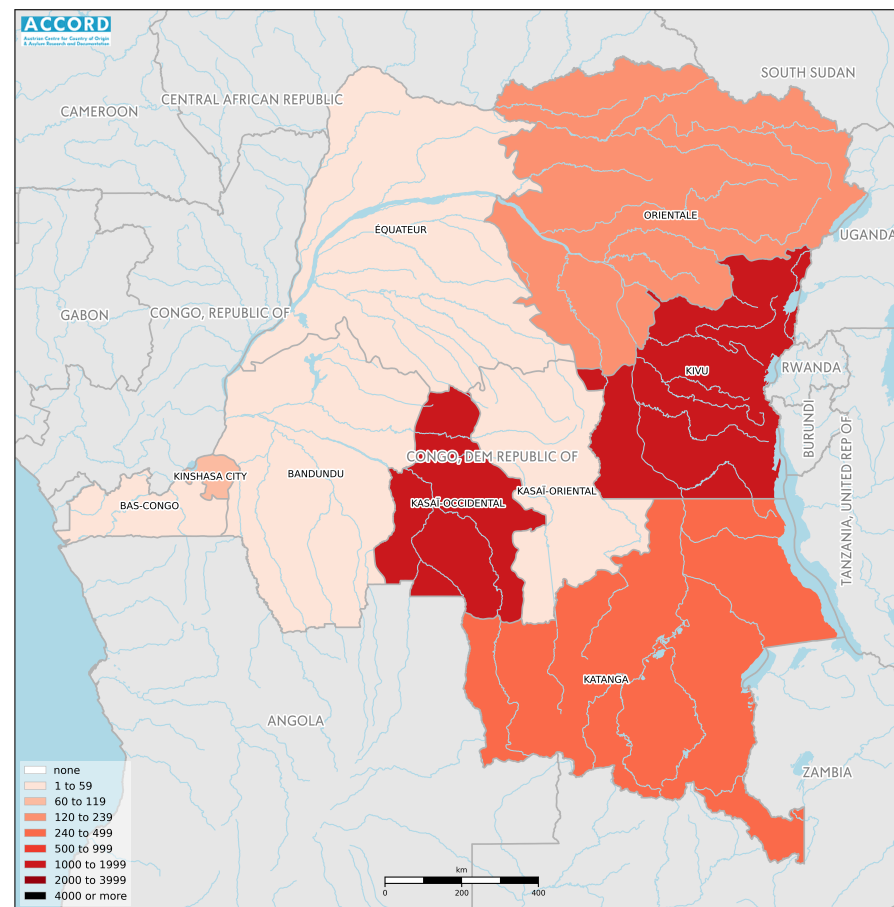 ACCORD
Austrian Centre for Country of Origin
& Asylum Research and Documentation
SOUTH SUDAN
CENTRAL AFRICAN REPUBLIC
CAMEROON
ORIENTALE
ÉQUATEUR
UGANDA
GABON
CONGO, REPUBLIC OF
RWANDA
KIVU
BURUNDI
TANZANIA, UNITED REP OF
CONGO, DEM REPUBLIC OF
KINSHASA CITY
BANDUNDU
KASAÏ-ORIENTAL
KASAÏ-OCCIDENTAL
BAS-CONGO
KATANGA
ANGOLA
ZAMBIA
none
1 to 59
60 to 119
120 to 239
240 to 499
500 to 999
1000 to 1999
2000 to 3999
4000 or more
km
0 200 400